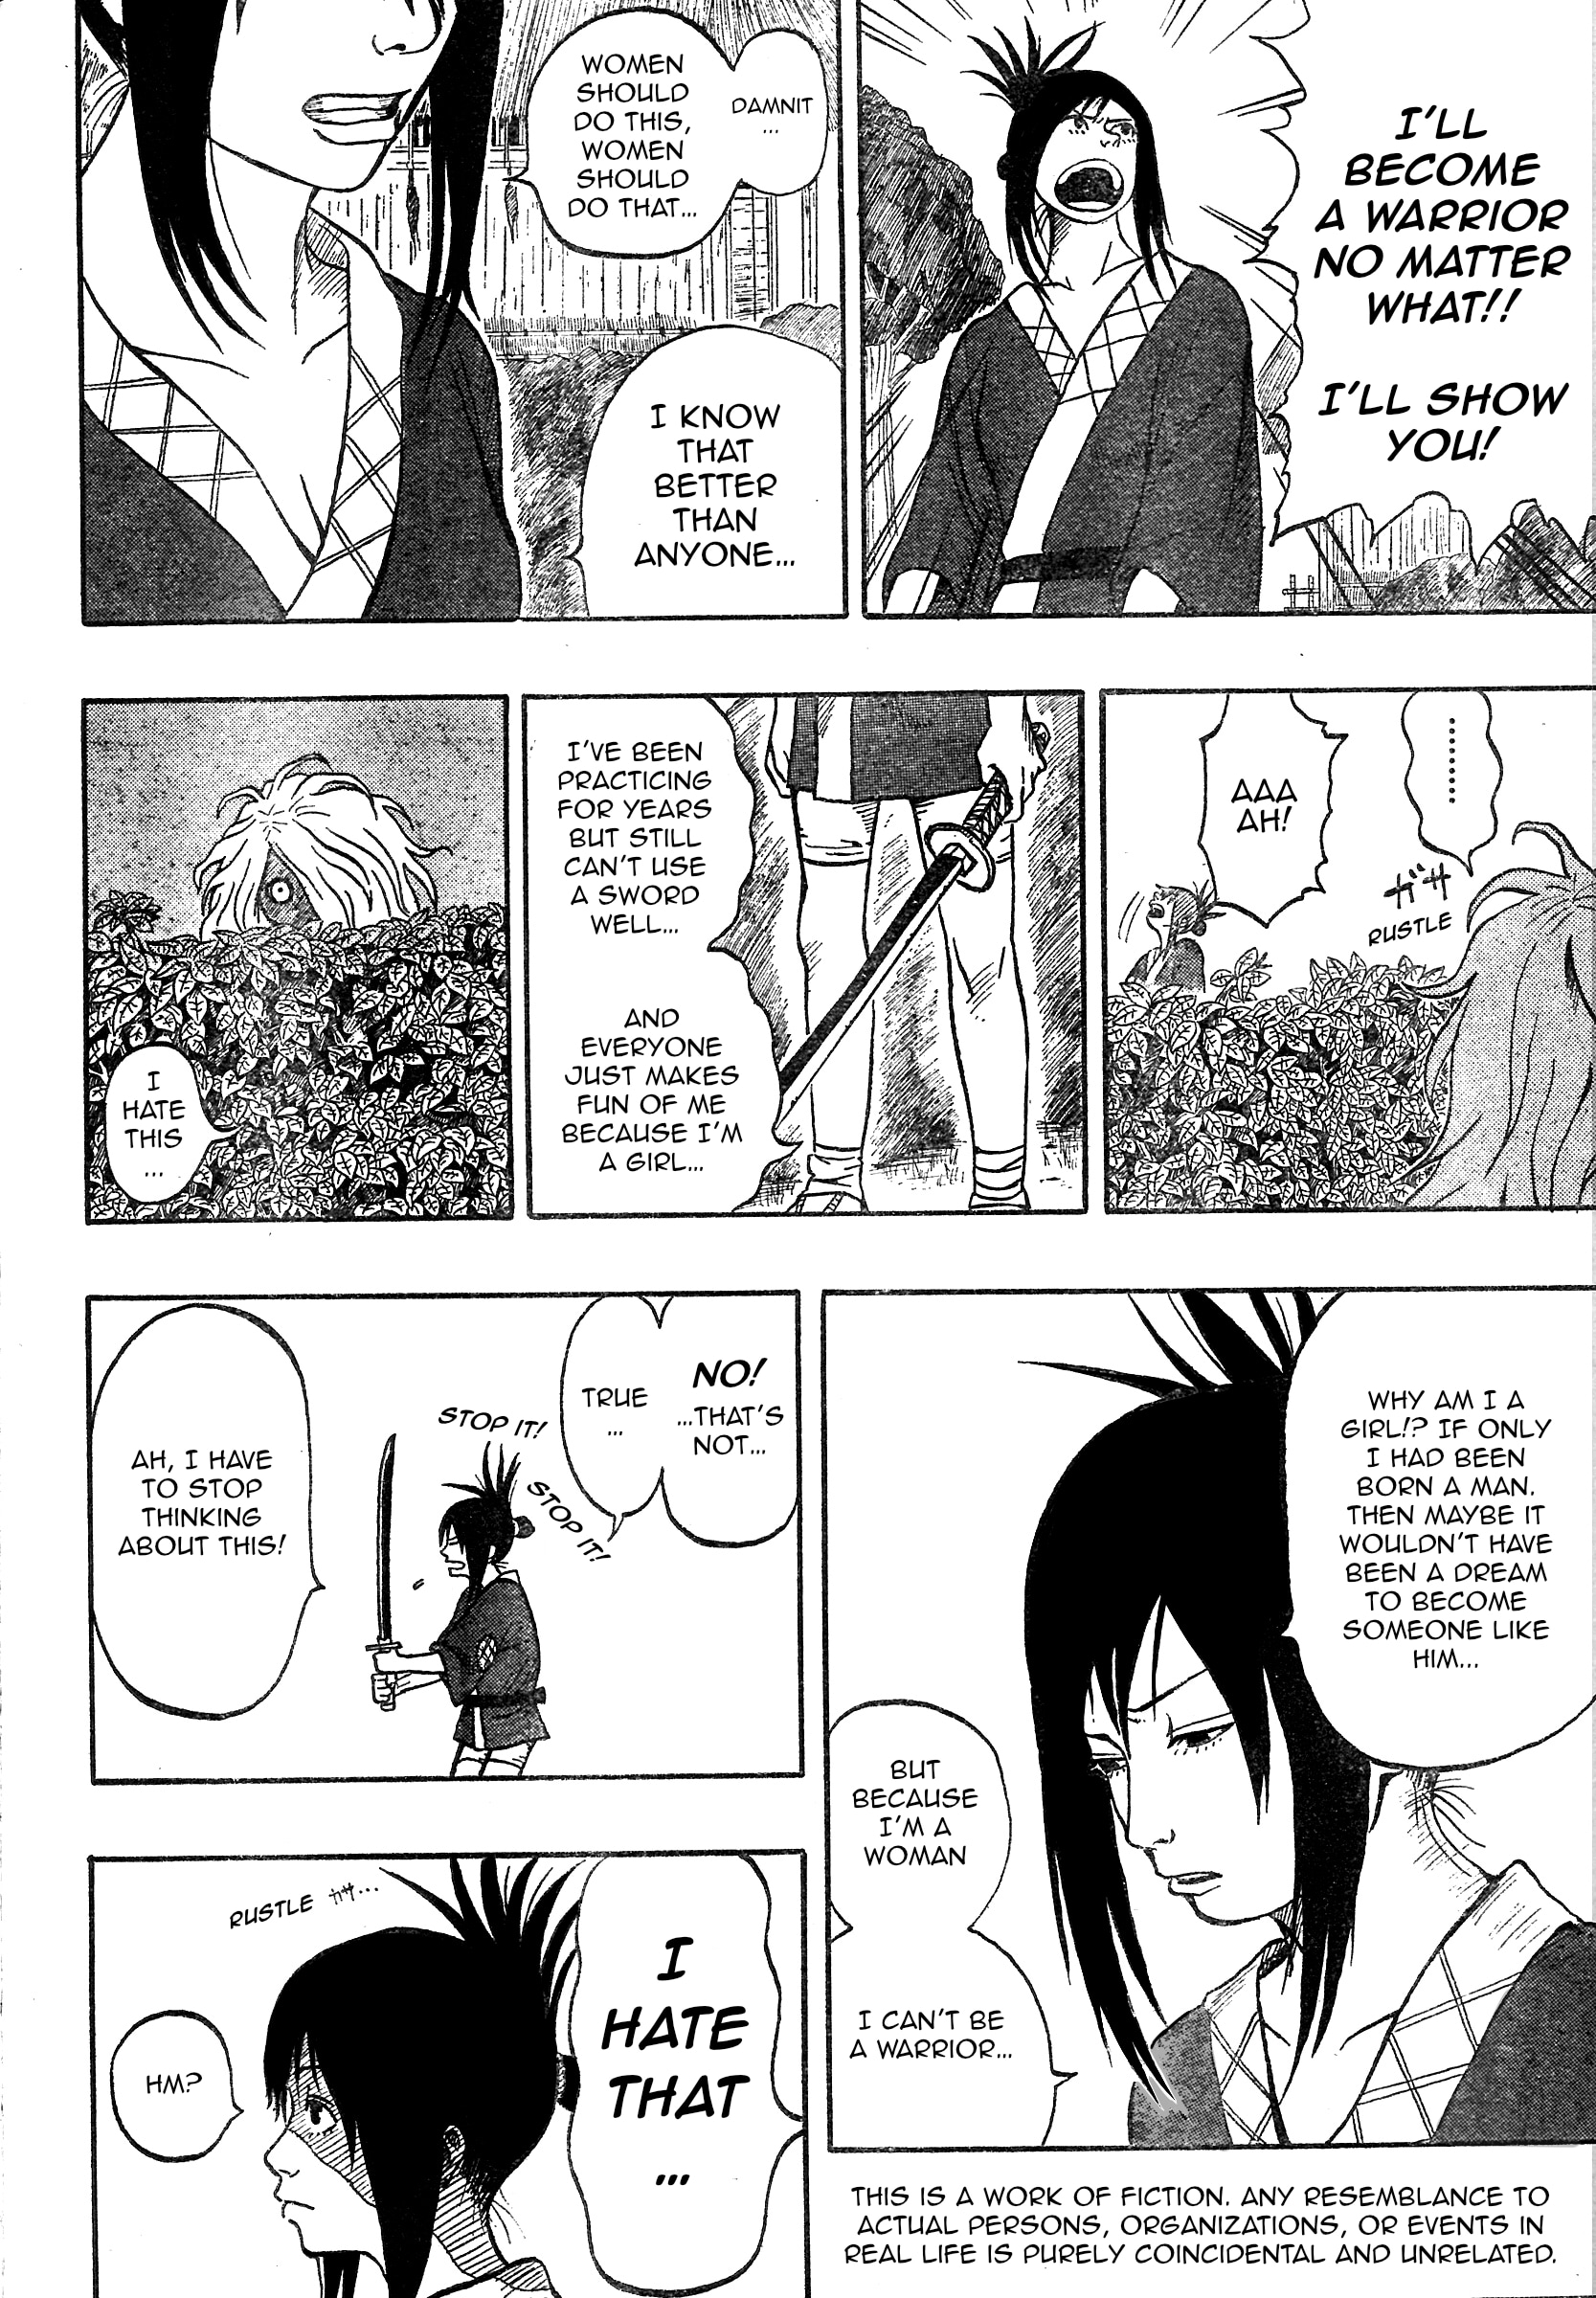 I'LL
BECOME
A WARRIOR
NO MATTER
WHAT!!
I'LL SHOW
YOU!
DAMNIT
...
WOMEN
SHOULD
DO THIS,
WOMEN
SHOULD
DO THAT...
I KNOW
THAT
BETTER
THAN
ANYONE...
.........
ガサ
RUSTLE
AAA
AH!
I'VE BEEN
PRACTICING
FOR YEARS
BUT STILL
CAN'T USE
A SWORD
WELL...
AND
EVERYONE
JUST MAKES
FUN OF ME
BECAUSE I'M
A GIRL...
I
HATE
THIS
...
WHY AM I A
GIRL!? IF ONLY
I HAD BEEN
BORN A MAN.
THEN MAYBE IT
WOULDN'T HAVE
BEEN A DREAM
TO BECOME
SOMEONE LIKE
HIM...
BUT
BECAUSE
I'M A
WOMAN
I CAN'T BE
A WARRIOR...
NO!
...THAT'S
NOT...
TRUE
...
STOP IT!
STOP IT!
AH, I HAVE
TO STOP
THINKING
ABOUT THIS!
I
HATE
THAT
...
RUSTLE ガサ...
HM?
THIS IS A WORK OF FICTION. ANY RESEMBLANCE TO
ACTUAL PERSONS, ORGANIZATIONS, OR EVENTS IN
REAL LIFE IS PURELY COINCIDENTAL AND UNRELATED.